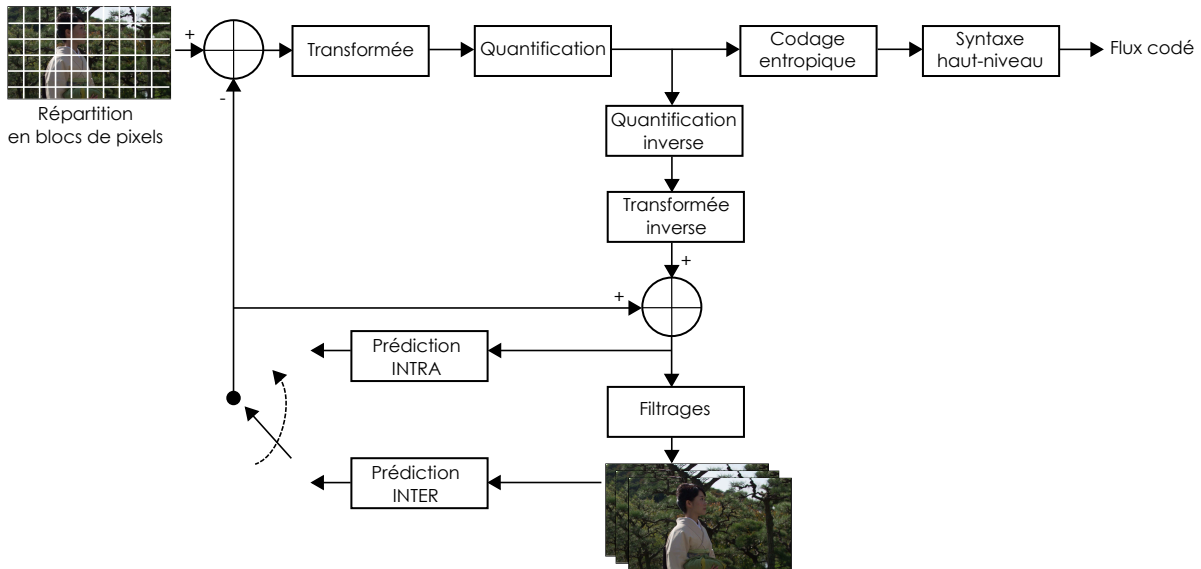 Répartition
en blocs de pixels
+
-
Transformée
Quantification
Codage
entropique
Syntaxe
haut-niveau
Flux codé
Quantification
inverse
Transformée
inverse
+
+
Prédiction
INTRA
Filtrages
Prédiction
INTER